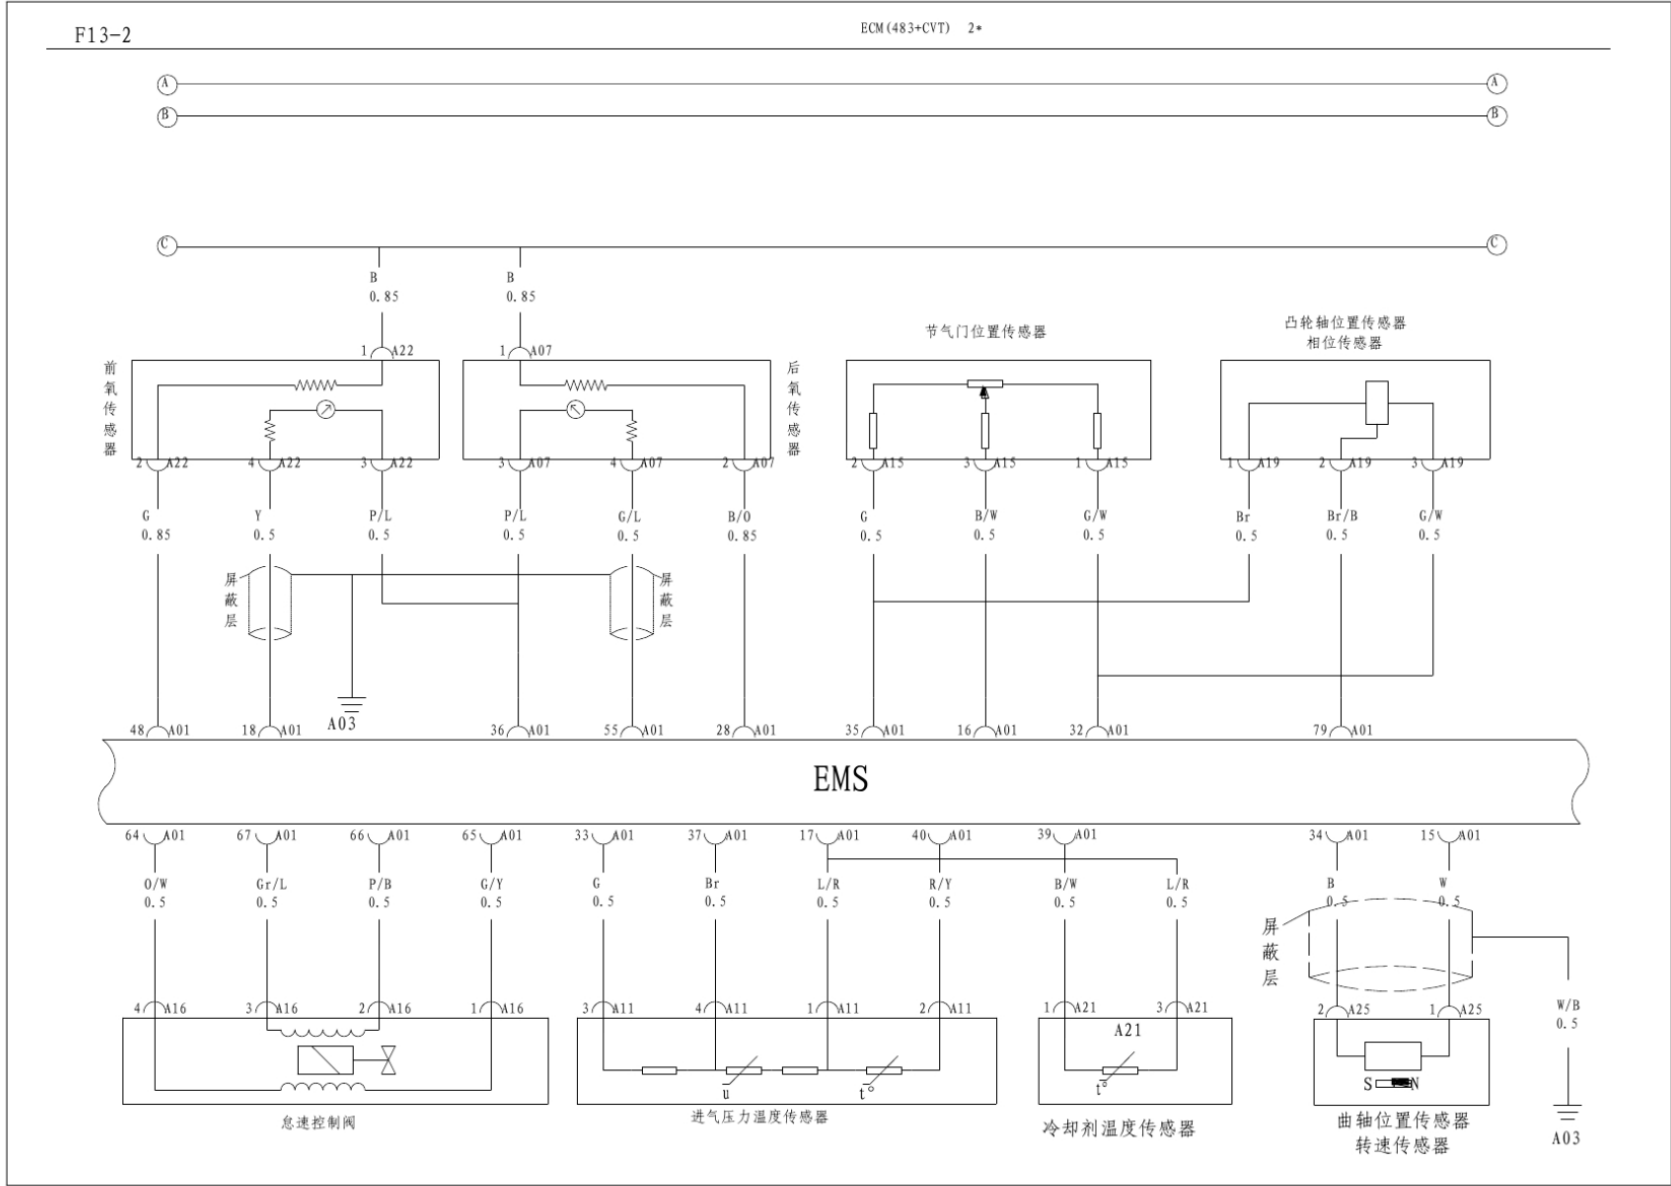 F13-2
ECM(483+CVT) 2*
A A
B B
C C
B B
0.85 0.85
节气门位置传感器
凸轮轴位置传感器
相位传感器
1 A22 1 A07
前氧传感器
后氧传感器
2 A22 4 A22 3 A22 3 A07 4 A07 2 A07 2 A15 3 A15 1 A15 1 A19 2 A19 3 A19
G Y P/L P/L G/L B/O G B/W G/W Br Br/B G/W
0.85 0.5 0.5 0.5 0.5 0.85 0.5 0.5 0.5 0.5 0.5 0.5
屏蔽层
屏蔽层
A03
48 A01 18 A01 36 A01 55 A01 28 A01 35 A01 16 A01 32 A01 79 A01
EMS
64 A01 67 A01 66 A01 65 A01 33 A01 37 A01 17 A01 40 A01 39 A01 34 A01 15 A01
O/W Gr/L P/B G/Y G Br L/R R/Y B/W L/R B W
0.5 0.5 0.5 0.5 0.5 0.5 0.5 0.5 0.5 0.5 0.5 0.5
屏蔽层
W/B
0.5
4 A16 3 A16 2 A16 1 A16 3 A11 4 A11 1 A11 2 A11 1 A21 3 A21 2 A25 1 A25
A21
u t° t° S N
怠速控制阀
进气压力温度传感器
冷却剂温度传感器
曲轴位置传感器
转速传感器
A03